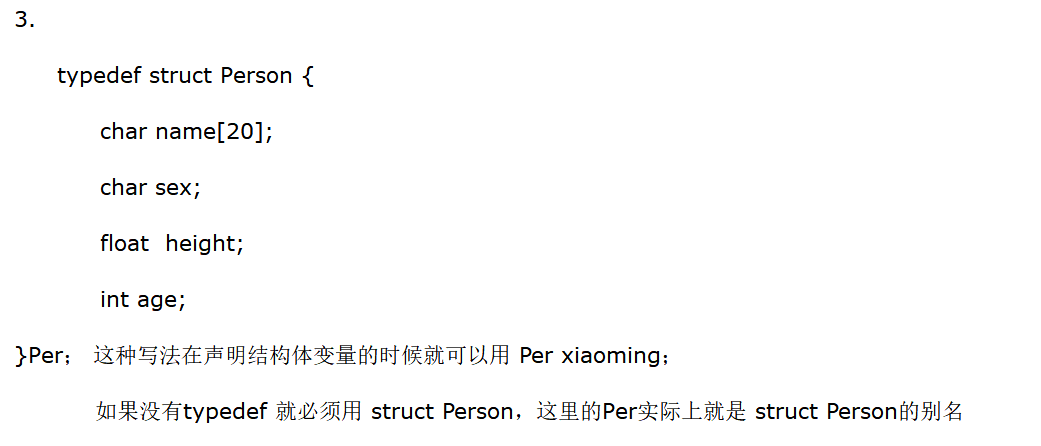 3.
typedef struct Person {
char name[20];
char sex;
float  height;
int age;
}Per； 这种写法在声明结构体变量的时候就可以用 Per xiaoming；
如果没有typedef 就必须用 struct Person，这里的Per实际上就是 struct Person的别名